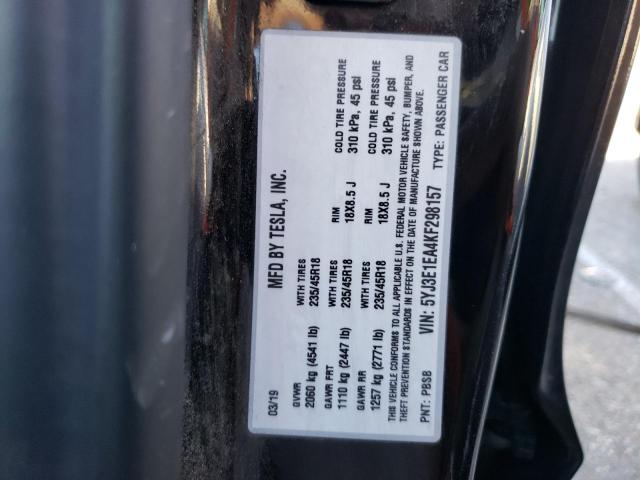 MFD BY TESLA, INC.
03/19
GVWR WITH TIRES RIM COLD TIRE PRESSURE
2060 kg (4541 lb) 235/45R18 18X8.5 J 310 kPa, 45 psi
GAWR FRT WITH TIRES RIM COLD TIRE PRESSURE
1110 kg (2447 lb) 235/45R18 18X8.5 J 310 kPa, 45 psi
GAWR RR WITH TIRES
1257 kg (2771 lb) 235/45R18
THIS VEHICLE CONFORMS TO ALL APPLICABLE U.S. FEDERAL MOTOR VEHICLE SAFETY, BUMPER, AND
THEFT PREVENTION STANDARDS IN EFFECT ON THE DATE OF MANUFACTURE SHOWN ABOVE.
PNT: PBSB VIN: 5YJ3E1EA4KF298157 TYPE: PASSENGER CAR